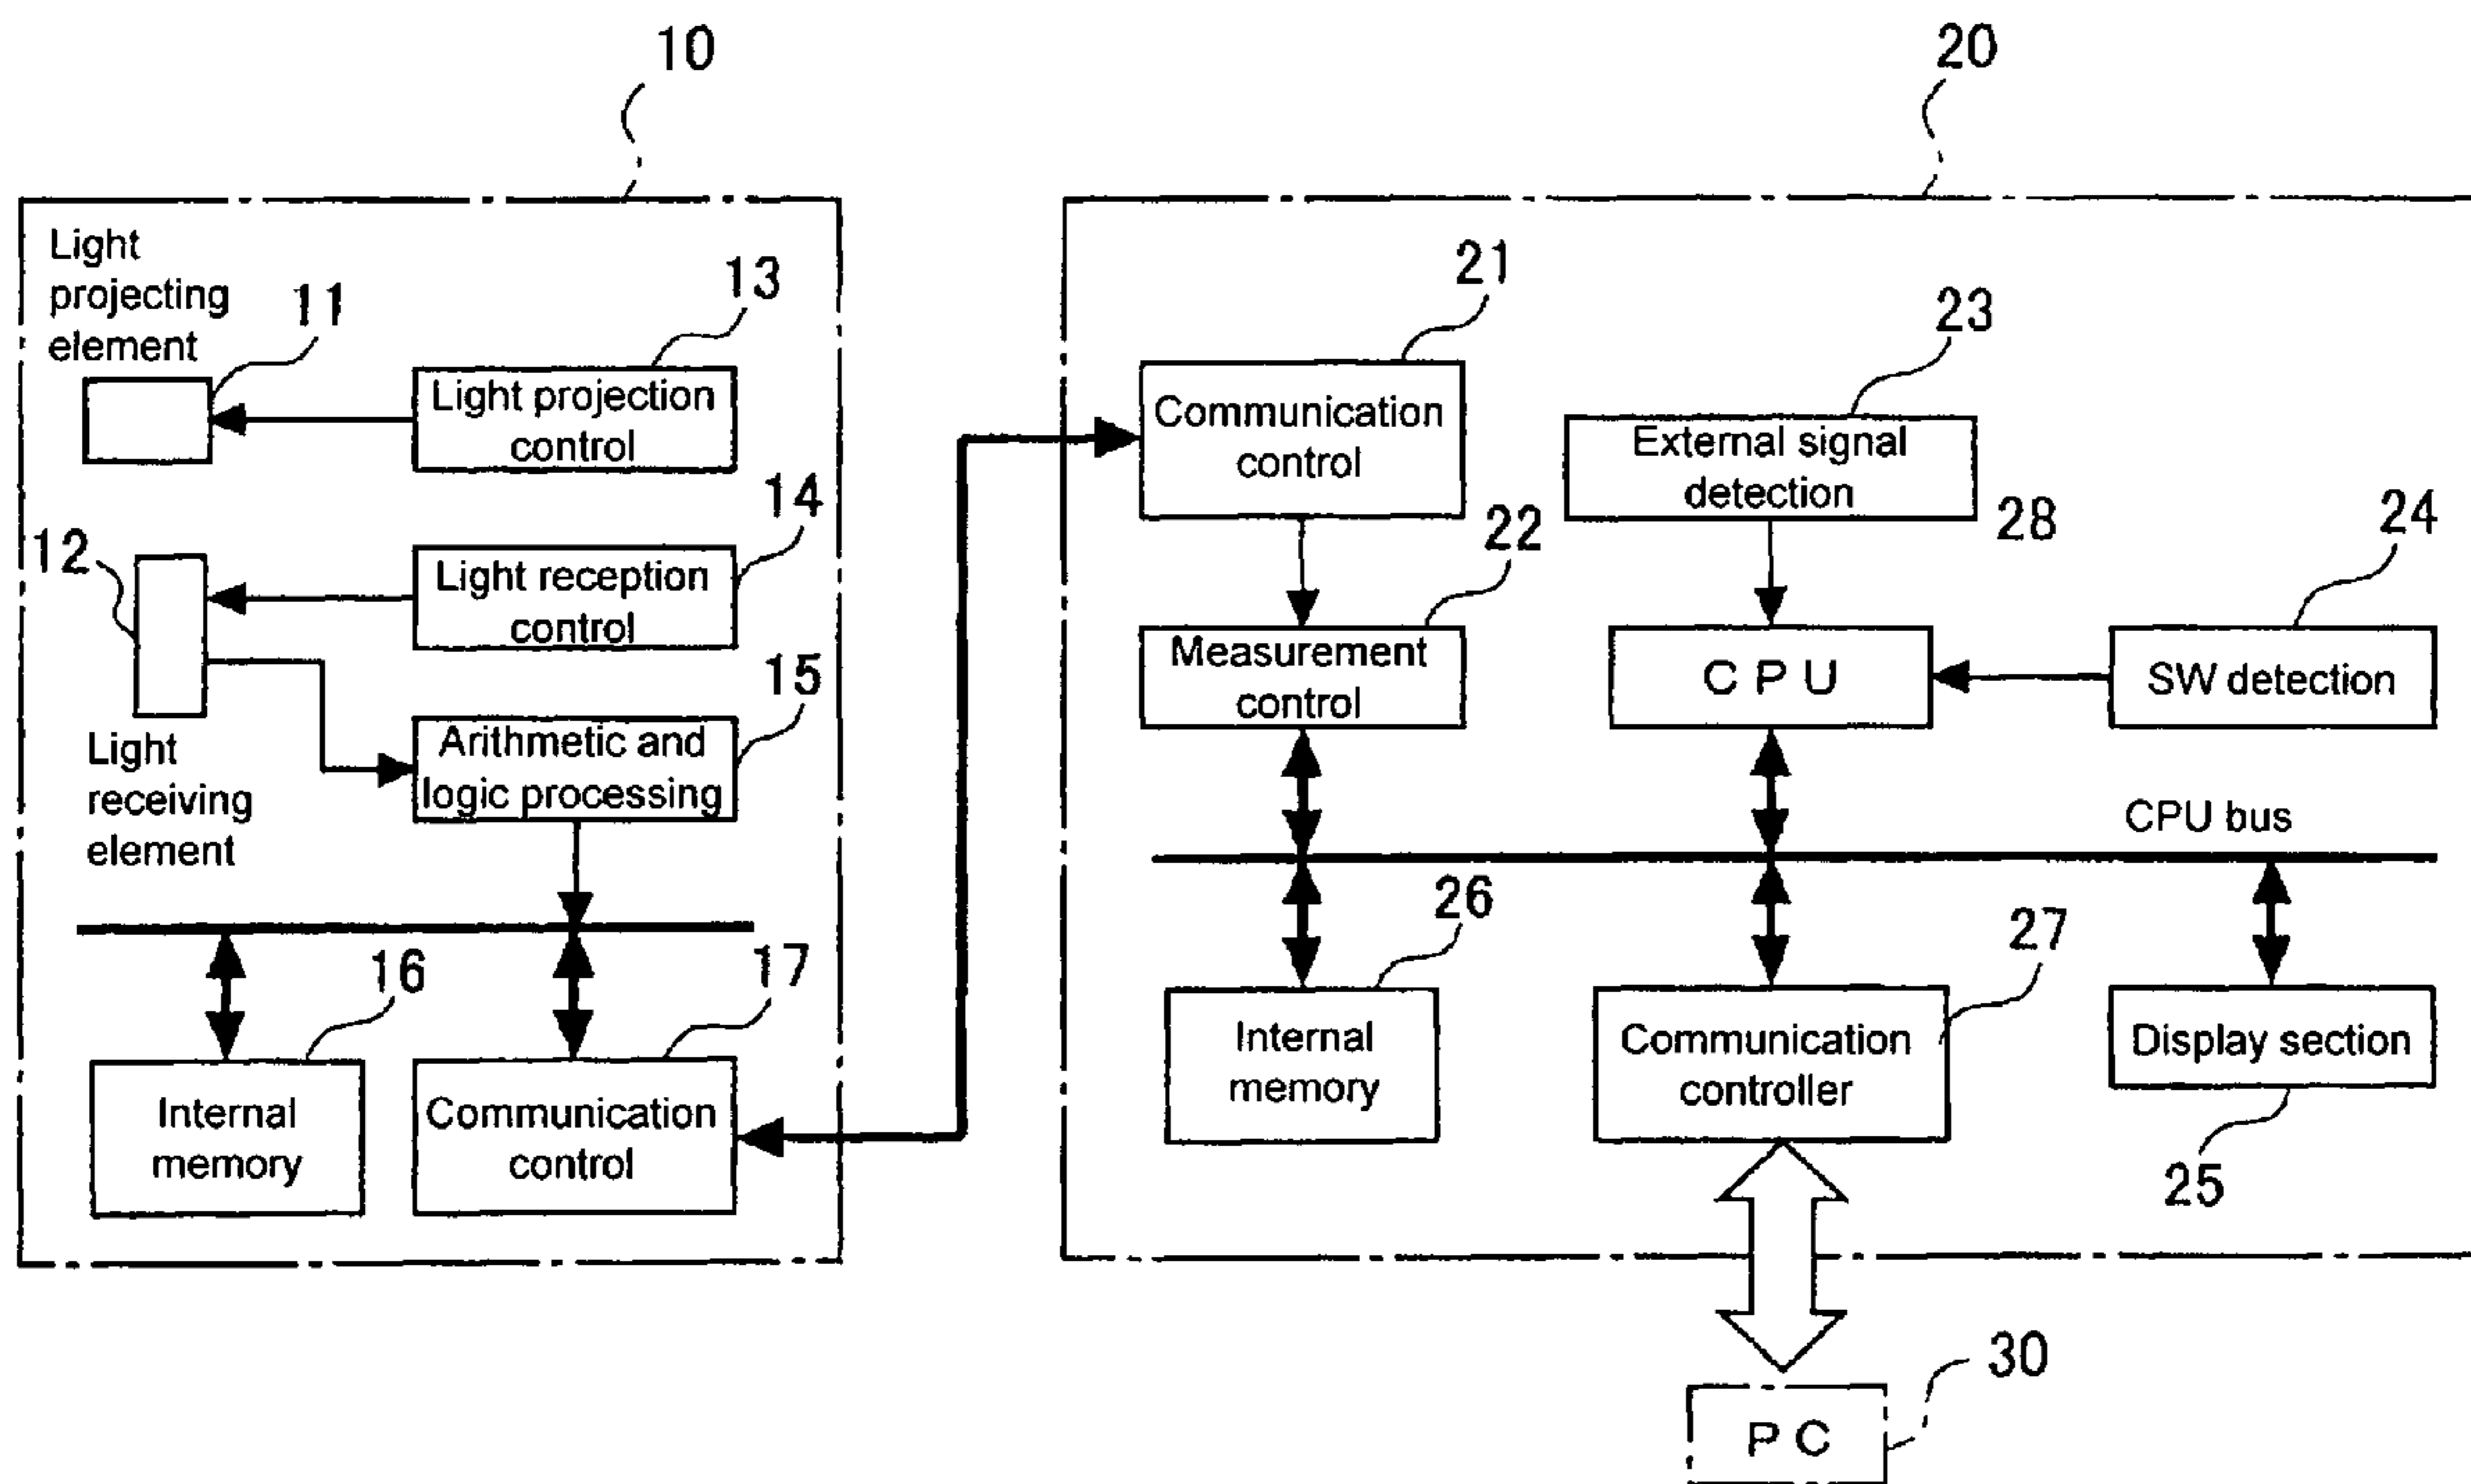 10
20
Light
projecting
element
11
13
Light projection
control
12
14
Light reception
control
15
Arithmetic and
logic processing
Light
receiving
element
16
Internal
memory
17
Communication
control
21
Communication
control
22
Measurement
control
23
External signal
detection
28
C P U
24
SW detection
CPU bus
26
Internal
memory
27
Communication
controller
Display section
25
30
P C